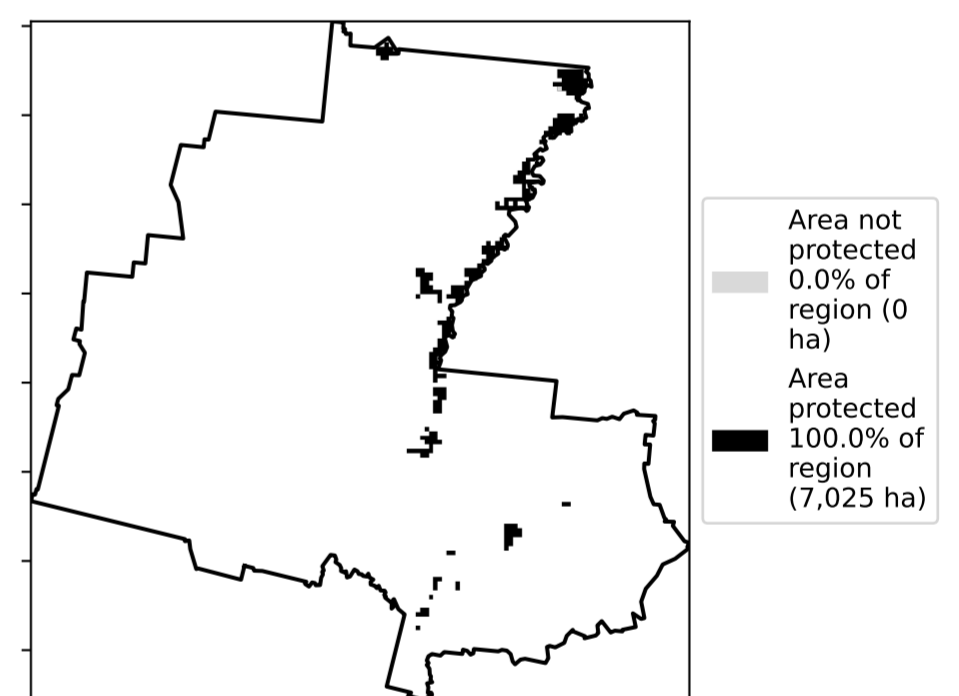 Area not
protected
0.0% of
region (0
ha)
Area
protected
100.0% of
region
(7,025 ha)